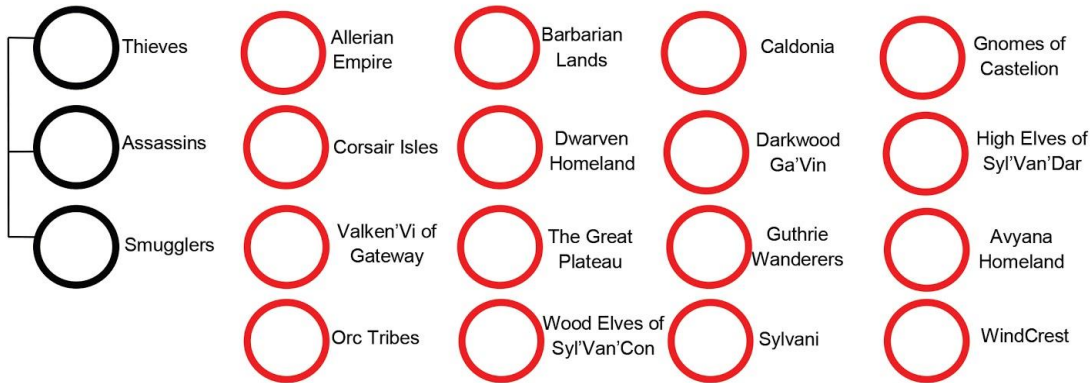 Thieves
Allerian
Empire
Barbarian
Lands
Caldonia
Gnomes of
Castelion
Assassins
Corsair Isles
Dwarven
Homeland
Darkwood
Ga'Vin
High Elves of
Syl'Van'Dar
Smugglers
Valken'Vi of
Gateway
The Great
Plateau
Guthrie
Wanderers
Avyana
Homeland
Orc Tribes
Wood Elves of
Syl'Van'Con
Sylvani
WindCrest